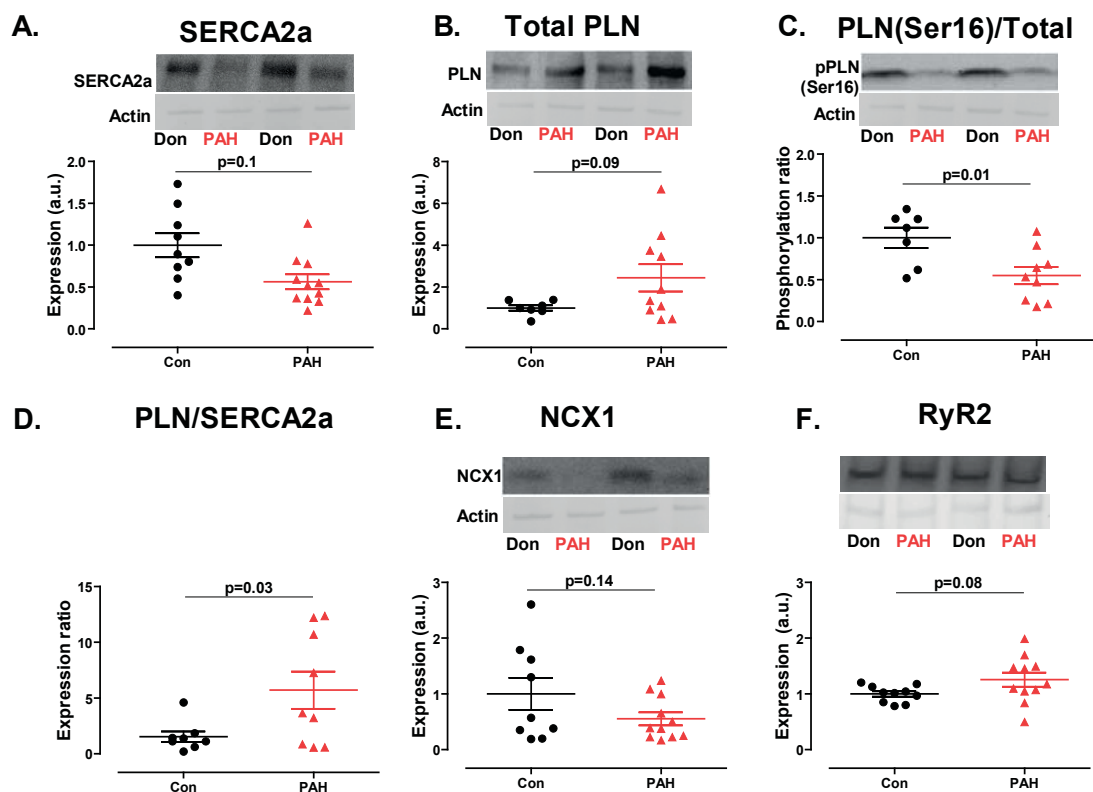 A.
SERCA2a
SERCA2a
Actin
Don PAH Don PAH
p=0.1
Expression (a.u.)
2.0
1.5
1.0
0.5
0.0
Con PAH
B.
Total PLN
PLN
Actin
Don PAH Don PAH
p=0.09
Expression (a.u.)
8
6
4
2
0
Con PAH
C.
PLN(Ser16)/Total
pPLN
(Ser16)
Actin
Don PAH Don PAH
p=0.01
Phosphorylation ratio
2.0
1.5
1.0
0.5
0.0
Con PAH
D.
PLN/SERCA2a
p=0.03
Expression ratio
15
10
5
0
Con PAH
E.
NCX1
NCX1
Actin
Don PAH Don PAH
p=0.14
Expression (a.u.)
3
2
1
0
Con PAH
F.
RyR2
Don PAH Don PAH
p=0.08
Expression (a.u.)
3
2
1
0
Con PAH